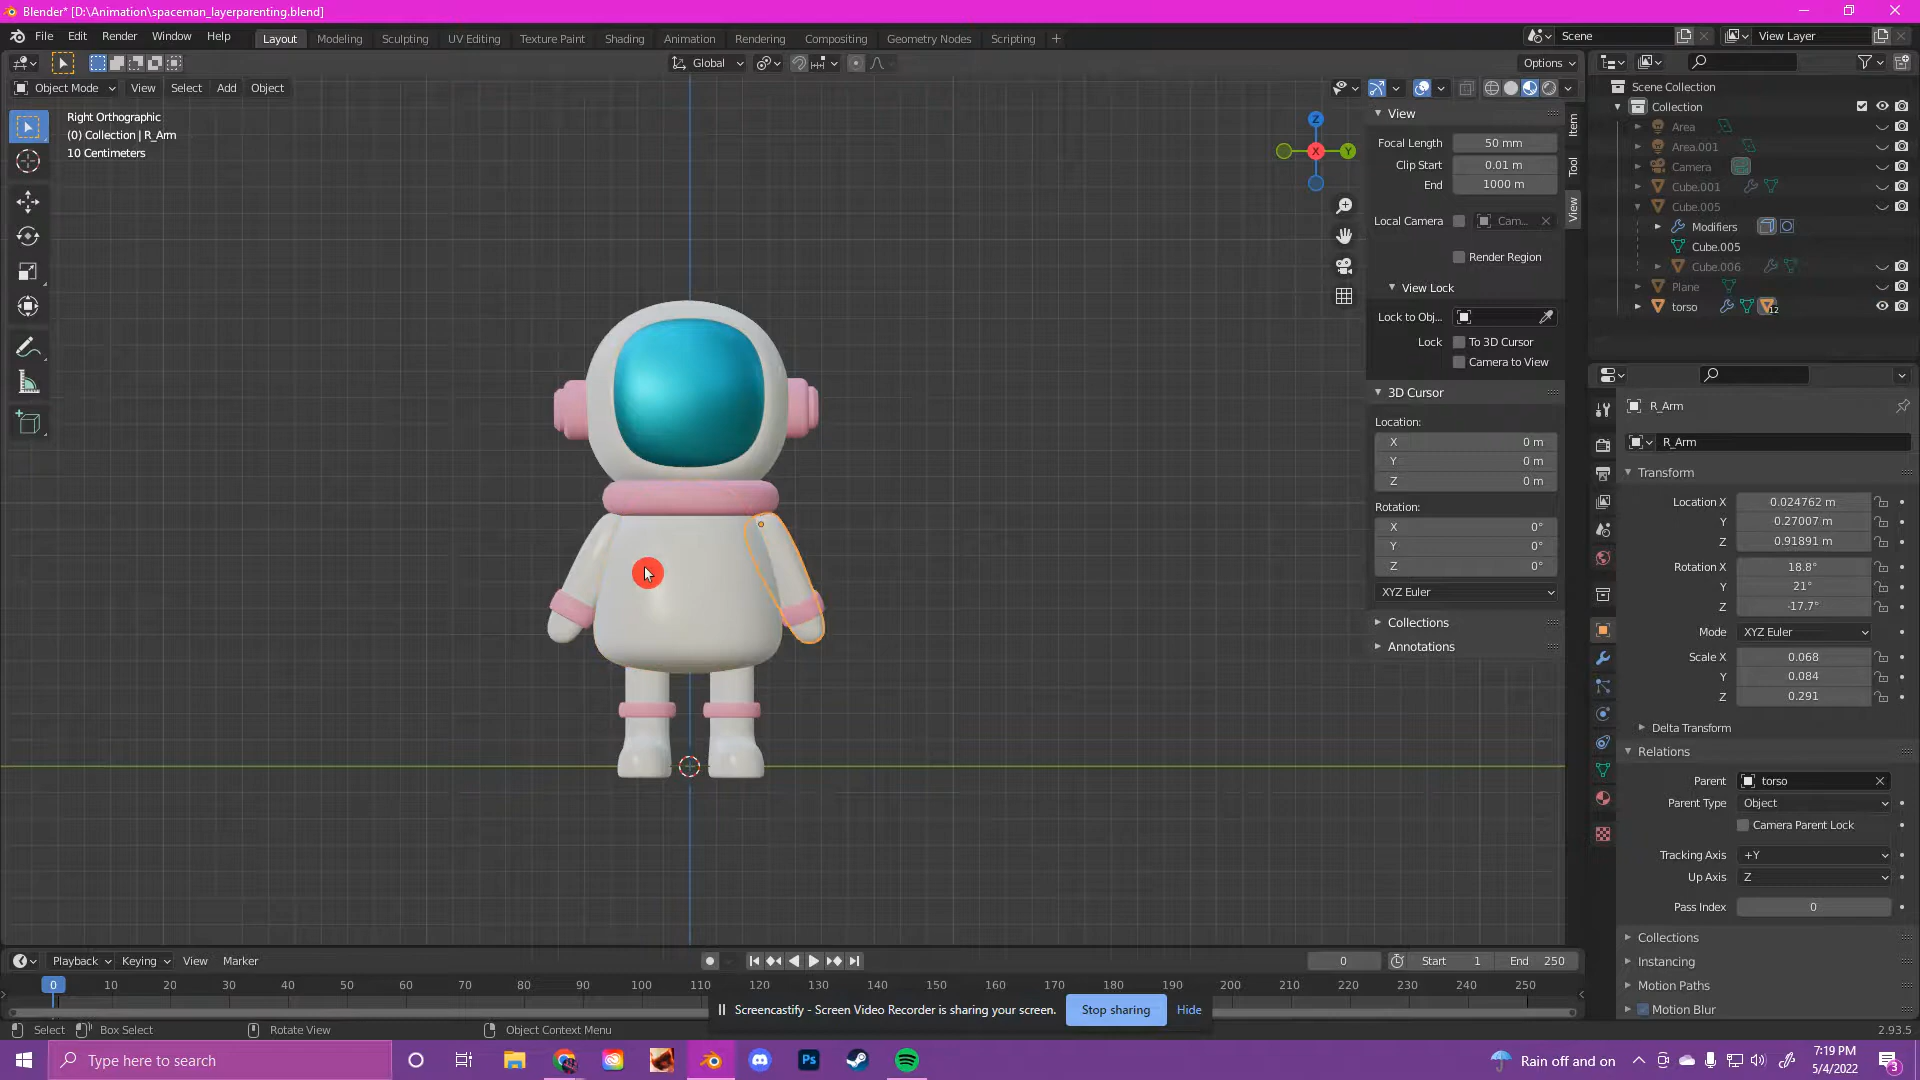 Blender* [D:\Animation\spaceman_layerparenting.blend]
File Edit Render Window Help
Layout Modeling Sculpting UV Editing Texture Paint Shading Animation Rendering Compositing Geometry Nodes Scripting +
Scene
View Layer
Global
Options
Object Mode View Select Add Object
Right Orthographic
(0) Collection | R_Arm
10 Centimeters
Z
X
Y
View
Focal Length 50 mm
Clip Start 0.01 m
End 1000 m
Local Camera Cam...
Render Region
View Lock
Lock to Obj...
Lock To 3D Cursor
Camera to View
3D Cursor
Location:
X 0 m
Y 0 m
Z 0 m
Rotation:
X 0°
Y 0°
Z 0°
XYZ Euler
Collections
Annotations
Item
Tool
View
Scene Collection
Collection
Area
Area.001
Camera
Cube.001
Cube.005
Modifiers
Cube.005
Cube.006
Plane
torso 12
R_Arm
R_Arm
Transform
Location X 0.024762 m
Y 0.27007 m
Z 0.91891 m
Rotation X 18.8°
Y 21°
Z -17.7°
Mode XYZ Euler
Scale X 0.068
Y 0.084
Z 0.291
Delta Transform
Relations
Parent torso
Parent Type Object
Camera Parent Lock
Tracking Axis +Y
Up Axis Z
Pass Index 0
Collections
Instancing
Motion Paths
Motion Blur
Playback Keying View Marker
0 Start 1 End 250
0 10 20 30 40 50 60 70 80 90 100 110 120 130 140 150 160 170 180 190 200 210 220 230 240 250
Screencastify - Screen Video Recorder is sharing your screen. Stop sharing Hide
Select Box Select Rotate View Object Context Menu 2.93.5
Type here to search
Ps
Rain off and on
7:19 PM
5/4/2022
3